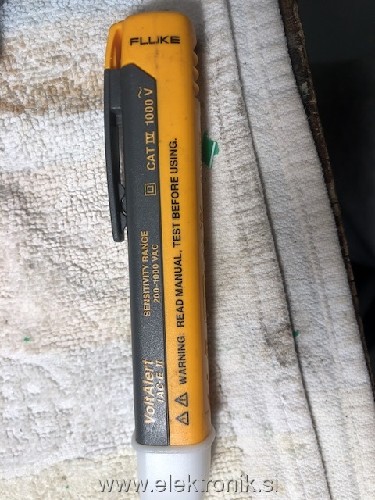 FLUKE
CAT IV 1000 V ~
SENSITIVITY RANGE
200-1000 VAC
VoltAlert
1AC-E II
WARNING READ MANUAL, TEST BEFORE USING.
www.elektronik.si